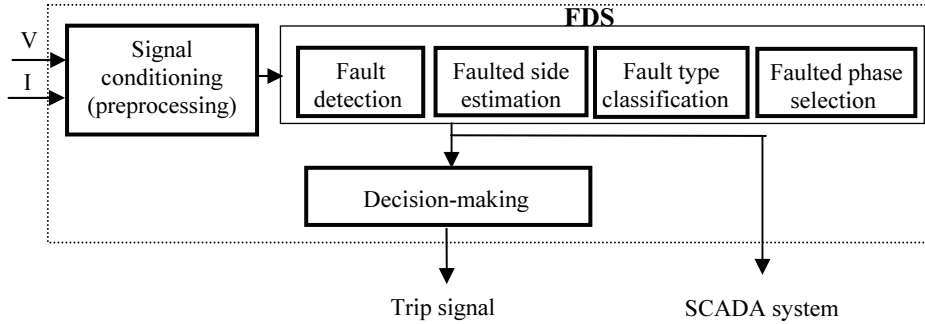 FDS
V
I
Signal
conditioning
(preprocessing)
Fault
detection
Faulted side
estimation
Fault type
classification
Faulted phase
selection
Decision-making
Trip signal
SCADA system